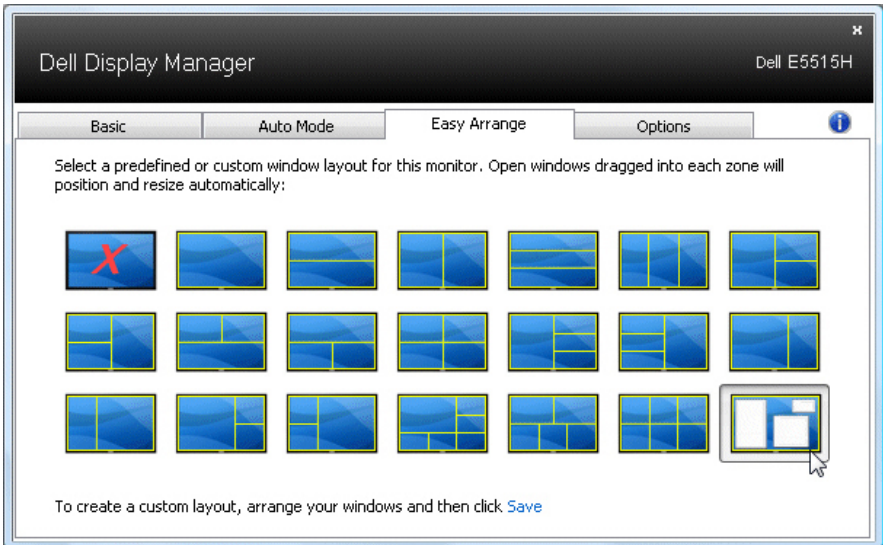 x
Dell Display Manager
Dell E5515H
Basic
Auto Mode
Easy Arrange
Options
i
Select a predefined or custom window layout for this monitor. Open windows dragged into each zone will
position and resize automatically:
X
To create a custom layout, arrange your windows and then click Save